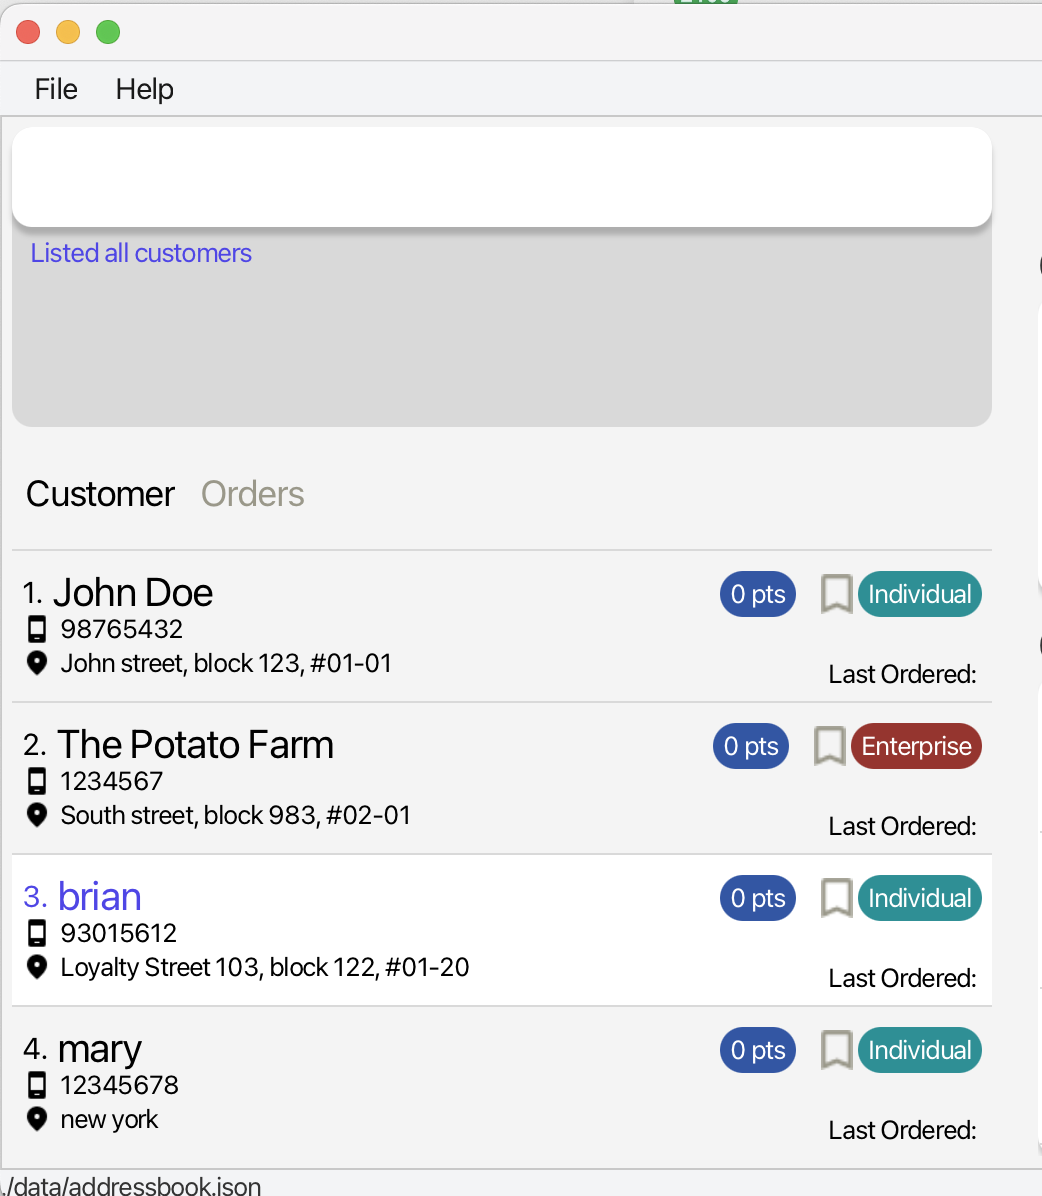 File Help
Listed all customers
Customer Orders
1. John Doe 0 pts Individual
98765432
John street, block 123, #01-01
Last Ordered:
2. The Potato Farm 0 pts Enterprise
1234567
South street, block 983, #02-01
Last Ordered:
3. brian 0 pts Individual
93015612
Loyalty Street 103, block 122, #01-20
Last Ordered:
4. mary 0 pts Individual
12345678
new york
Last Ordered:
./data/addressbook.json